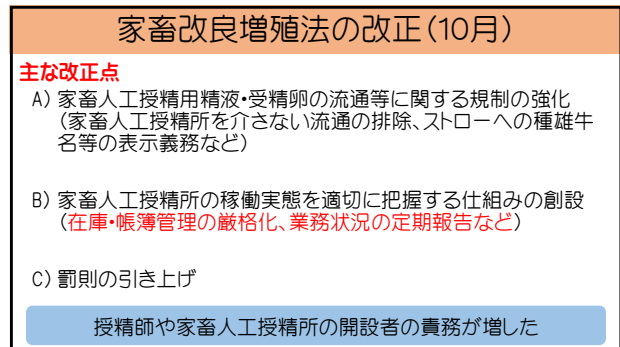 家畜改良増殖法の改正(10月)
主な改正点
A) 家畜人工授精用精液・受精卵の流通等に関する規制の強化
(家畜人工授精所を介さない流通の排除、ストローへの種雄牛
名等の表示義務など)
B) 家畜人工授精所の稼働実態を適切に把握する仕組みの創設
(在庫・帳簿管理の厳格化、業務状況の定期報告など)
C) 罰則の引き上げ
授精師や家畜人工授精所の開設者の責務が増した